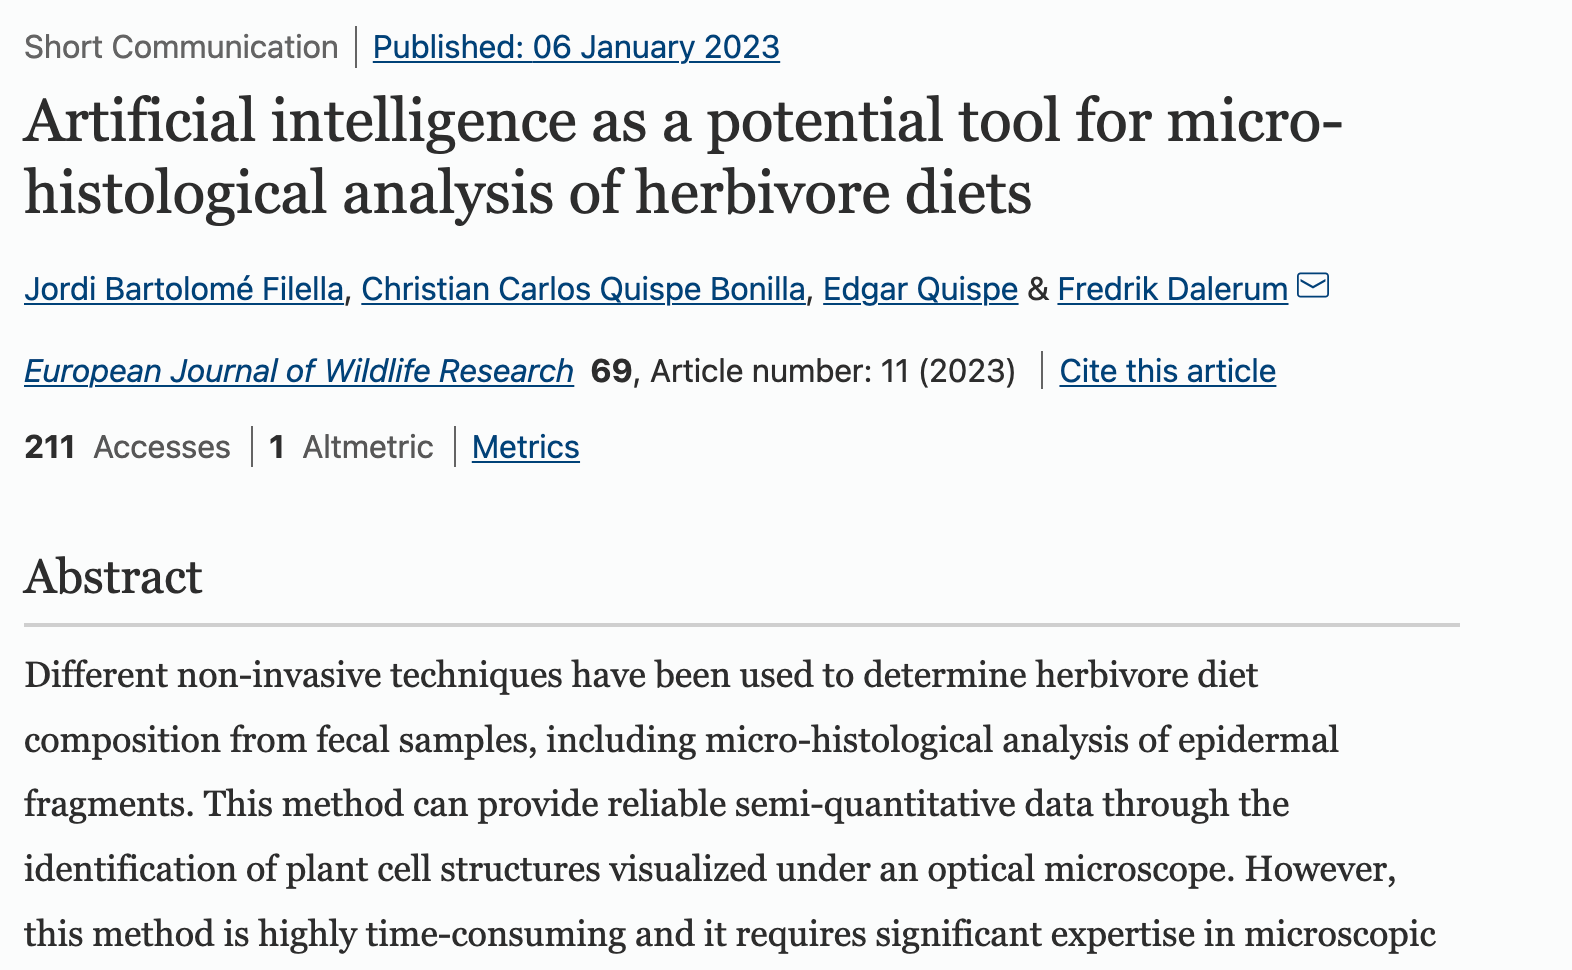 Short Communication | Published: 06 January 2023
Artificial intelligence as a potential tool for micro-
histological analysis of herbivore diets
Jordi Bartolomé Filella, Christian Carlos Quispe Bonilla, Edgar Quispe & Fredrik Dalerum
European Journal of Wildlife Research 69, Article number: 11 (2023) | Cite this article
211 Accesses | 1 Altmetric | Metrics
Abstract
Different non-invasive techniques have been used to determine herbivore diet
composition from fecal samples, including micro-histological analysis of epidermal
fragments. This method can provide reliable semi-quantitative data through the
identification of plant cell structures visualized under an optical microscope. However,
this method is highly time-consuming and it requires significant expertise in microscopic